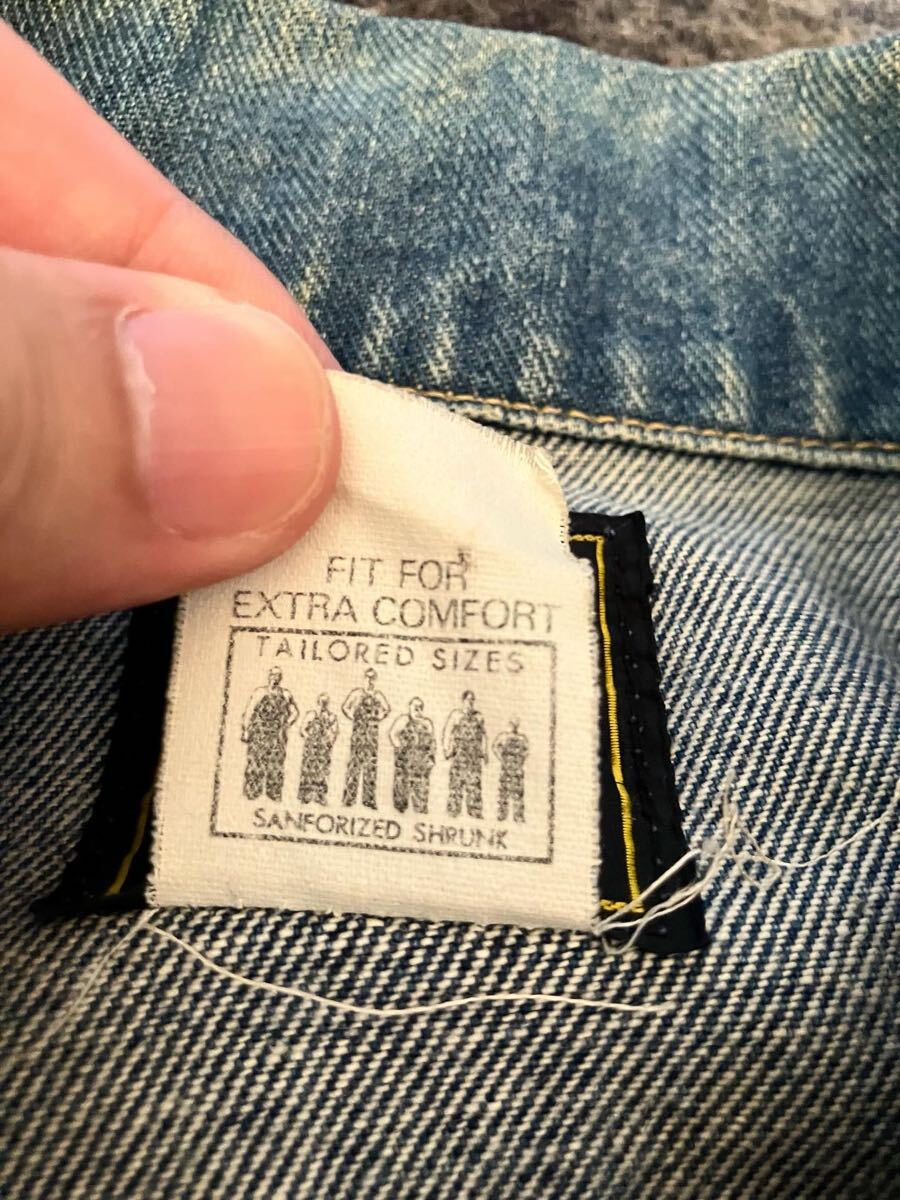 FIT FOR
EXTRA COMFORT
TAILORED SIZES
SANFORIZED SHRUNK